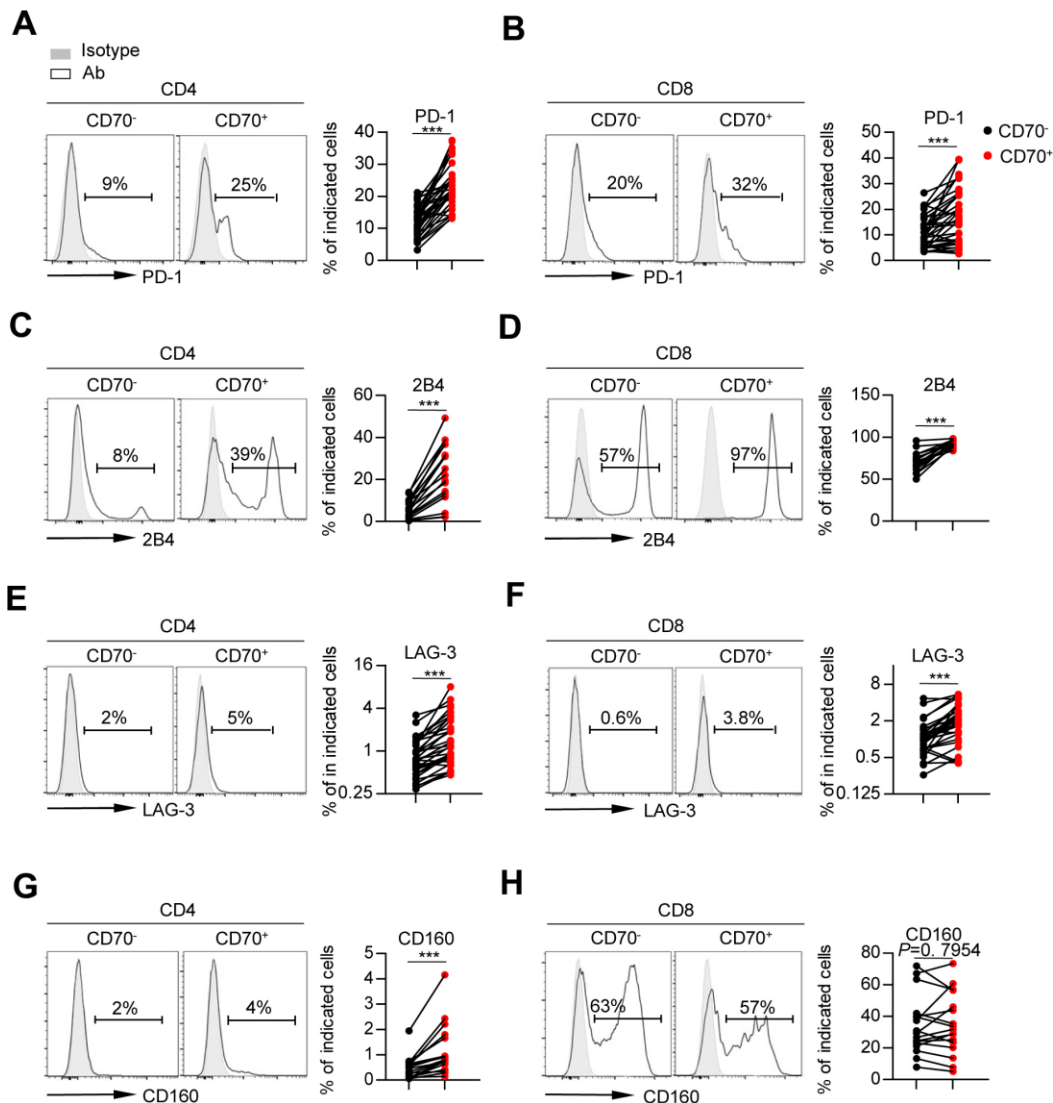 A
Isotype
Ab
CD4
CD70-
CD70+
9%
25%
PD-1
% of indicated cells
40
30
20
10
0
PD-1
***
B
CD8
CD70-
CD70+
20%
32%
PD-1
% of indicated cells
50
40
30
20
10
0
PD-1
***
CD70-
CD70+
C
CD4
CD70-
CD70+
8%
39%
2B4
% of indicated cells
60
40
20
0
2B4
***
D
CD8
CD70-
CD70+
57%
97%
2B4
% of indicated cells
150
100
50
0
2B4
***
E
CD4
CD70-
CD70+
2%
5%
LAG-3
% of in indicated cells
16
4
1
0.25
LAG-3
***
F
CD8
CD70-
CD70+
0.6%
3.8%
LAG-3
% of in indicated cells
8
2
0.5
0.125
LAG-3
***
G
CD4
CD70-
CD70+
2%
4%
CD160
% of indicated cells
5
4
3
2
1
0
CD160
***
H
CD8
CD70-
CD70+
63%
57%
CD160
% of indicated cells
80
60
40
20
0
CD160
P=0. 7954